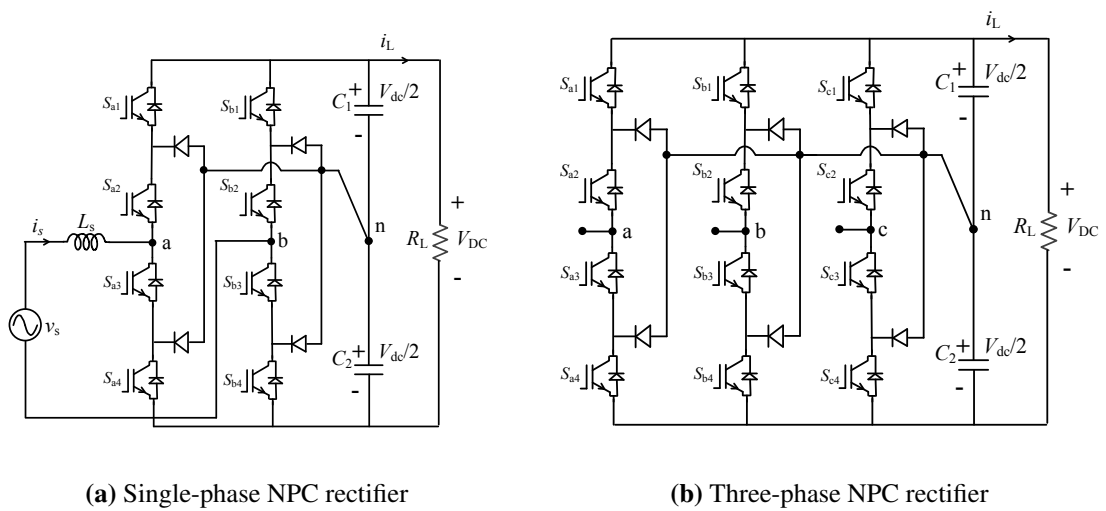 i_L
S_a1
S_b1
C_1
+
V_dc/2
-
S_a2
S_b2
n
i_s
L_s
a
b
R_L
+
V_DC
-
S_a3
S_b3
v_s
C_2
+
V_dc/2
-
S_a4
S_b4
(a) Single-phase NPC rectifier
i_L
S_a1
S_b1
S_c1
C_1
+
V_dc/2
-
S_a2
S_b2
S_c2
n
a
b
c
R_L
+
V_DC
-
S_a3
S_b3
S_c3
C_2
+
V_dc/2
-
S_a4
S_b4
S_c4
(b) Three-phase NPC rectifier